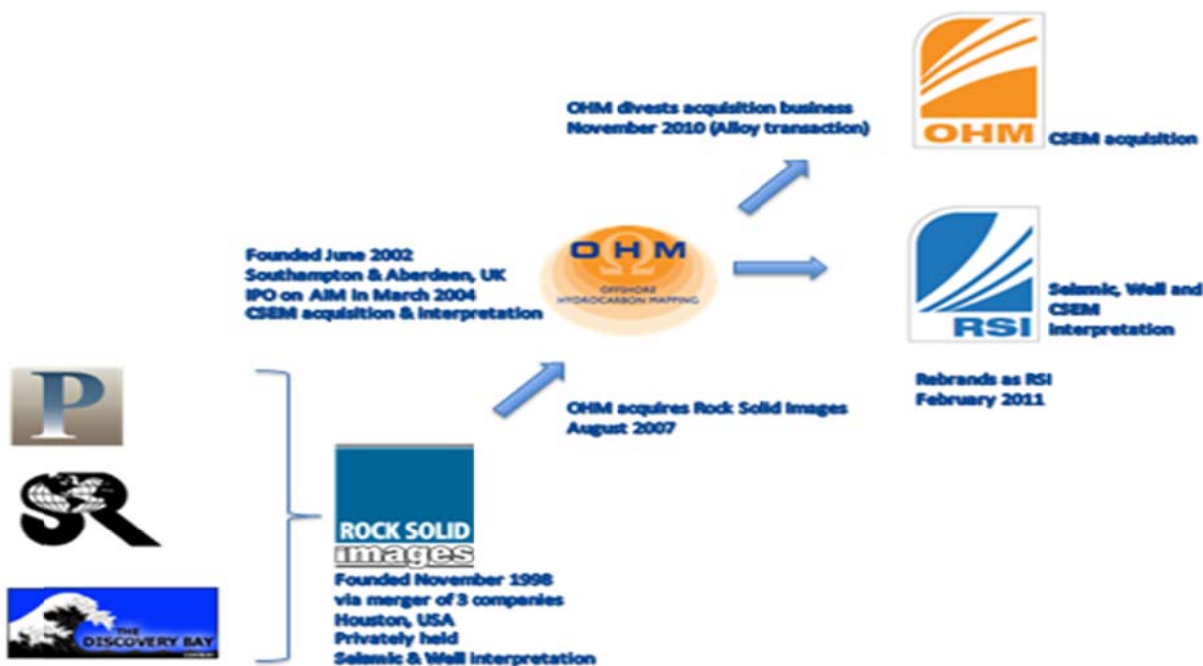 OHM divests acquisition business
November 2010 (Alloy transaction)
OHM
CSEM acquisition
Founded June 2002
Southampton & Aberdeen, UK
IPO on AIM in March 2004
CSEM acquisition & interpretation
OHM
Ω
OFFSHORE
HYDROCARBON MAPPING
RSI
Seismic, Well and
CSEM
interpretation
Rebrands as RSI
February 2011
OHM acquires Rock Solid Images
August 2007
P
SR
THE
DISCOVERY BAY
COMPANY
ROCK SOLID
images
Founded November 1998
via merger of 3 companies
Houston, USA
Privately held
Seismic & Well interpretation